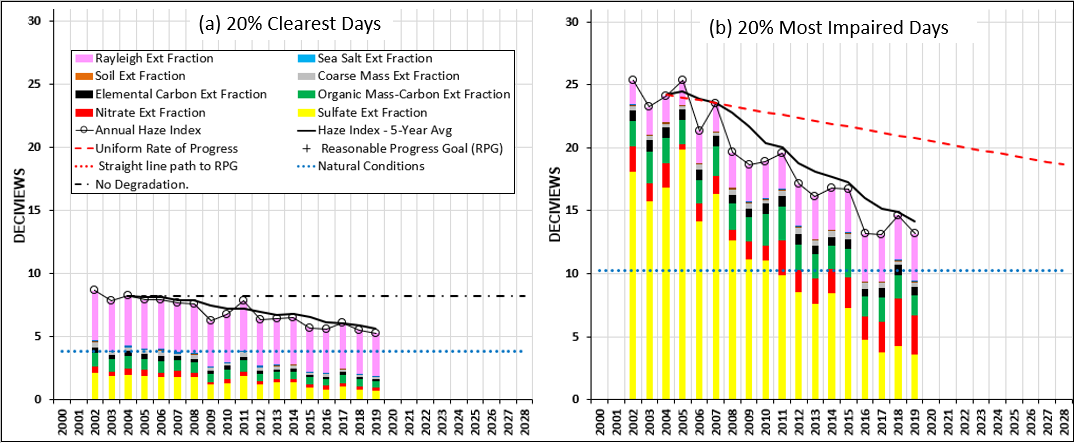 (a) 20% Clearest Days
(b) 20% Most Impaired Days
DECIVIEWS
30
25
20
15
10
5
0
Rayleigh Ext Fraction
Sea Salt Ext Fraction
Soil Ext Fraction
Coarse Mass Ext Fraction
Elemental Carbon Ext Fraction
Organic Mass-Carbon Ext Fraction
Nitrate Ext Fraction
Sulfate Ext Fraction
Annual Haze Index
Haze Index - 5-Year Avg
Uniform Rate of Progress
Reasonable Progress Goal (RPG)
Straight line path to RPG
Natural Conditions
No Degradation.
2000 2001 2002 2003 2004 2005 2006 2007 2008 2009 2010 2011 2012 2013 2014 2015 2016 2017 2018 2019 2020 2021 2022 2023 2024 2025 2026 2027 2028
DECIVIEWS
30
25
20
15
10
5
0
2000 2001 2002 2003 2004 2005 2006 2007 2008 2009 2010 2011 2012 2013 2014 2015 2016 2017 2018 2019 2020 2021 2022 2023 2024 2025 2026 2027 2028